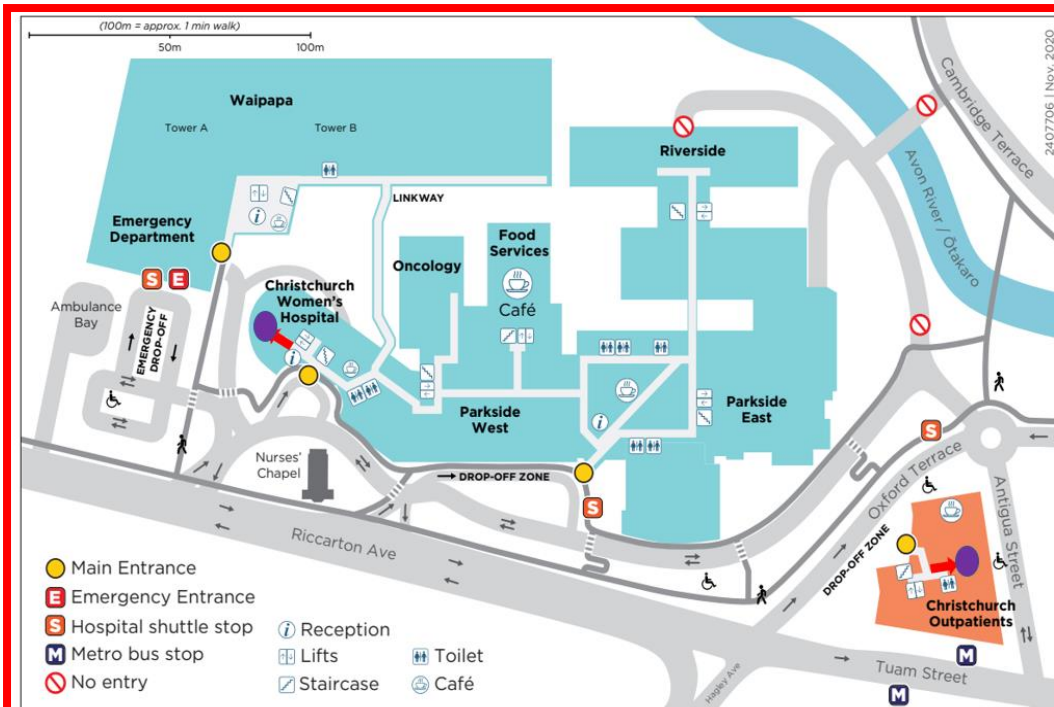 (100m = approx. 1 min walk)
50m
100m
2407706 | Nov. 2020
Waipapa
Tower A
Tower B
Riverside
Cambridge Terrace
Avon River / Ōtakaro
LINKWAY
Emergency
Department
Food
Services
Café
Oncology
Christchurch
Women's
Hospital
S
E
Ambulance
Bay
EMERGENCY
DROP-OFF
i
i
i
Parkside
West
Parkside
East
Nurses'
Chapel
DROP-OFF ZONE
S
S
Oxford Terrace
Antigua Street
Riccarton Ave
DROP-OFF ZONE
Christchurch
Outpatients
Hagley Ave
Tuam Street
M
M
Main Entrance
E Emergency Entrance
S Hospital shuttle stop
M Metro bus stop
No entry
i Reception
Lifts
Staircase
Toilet
Café